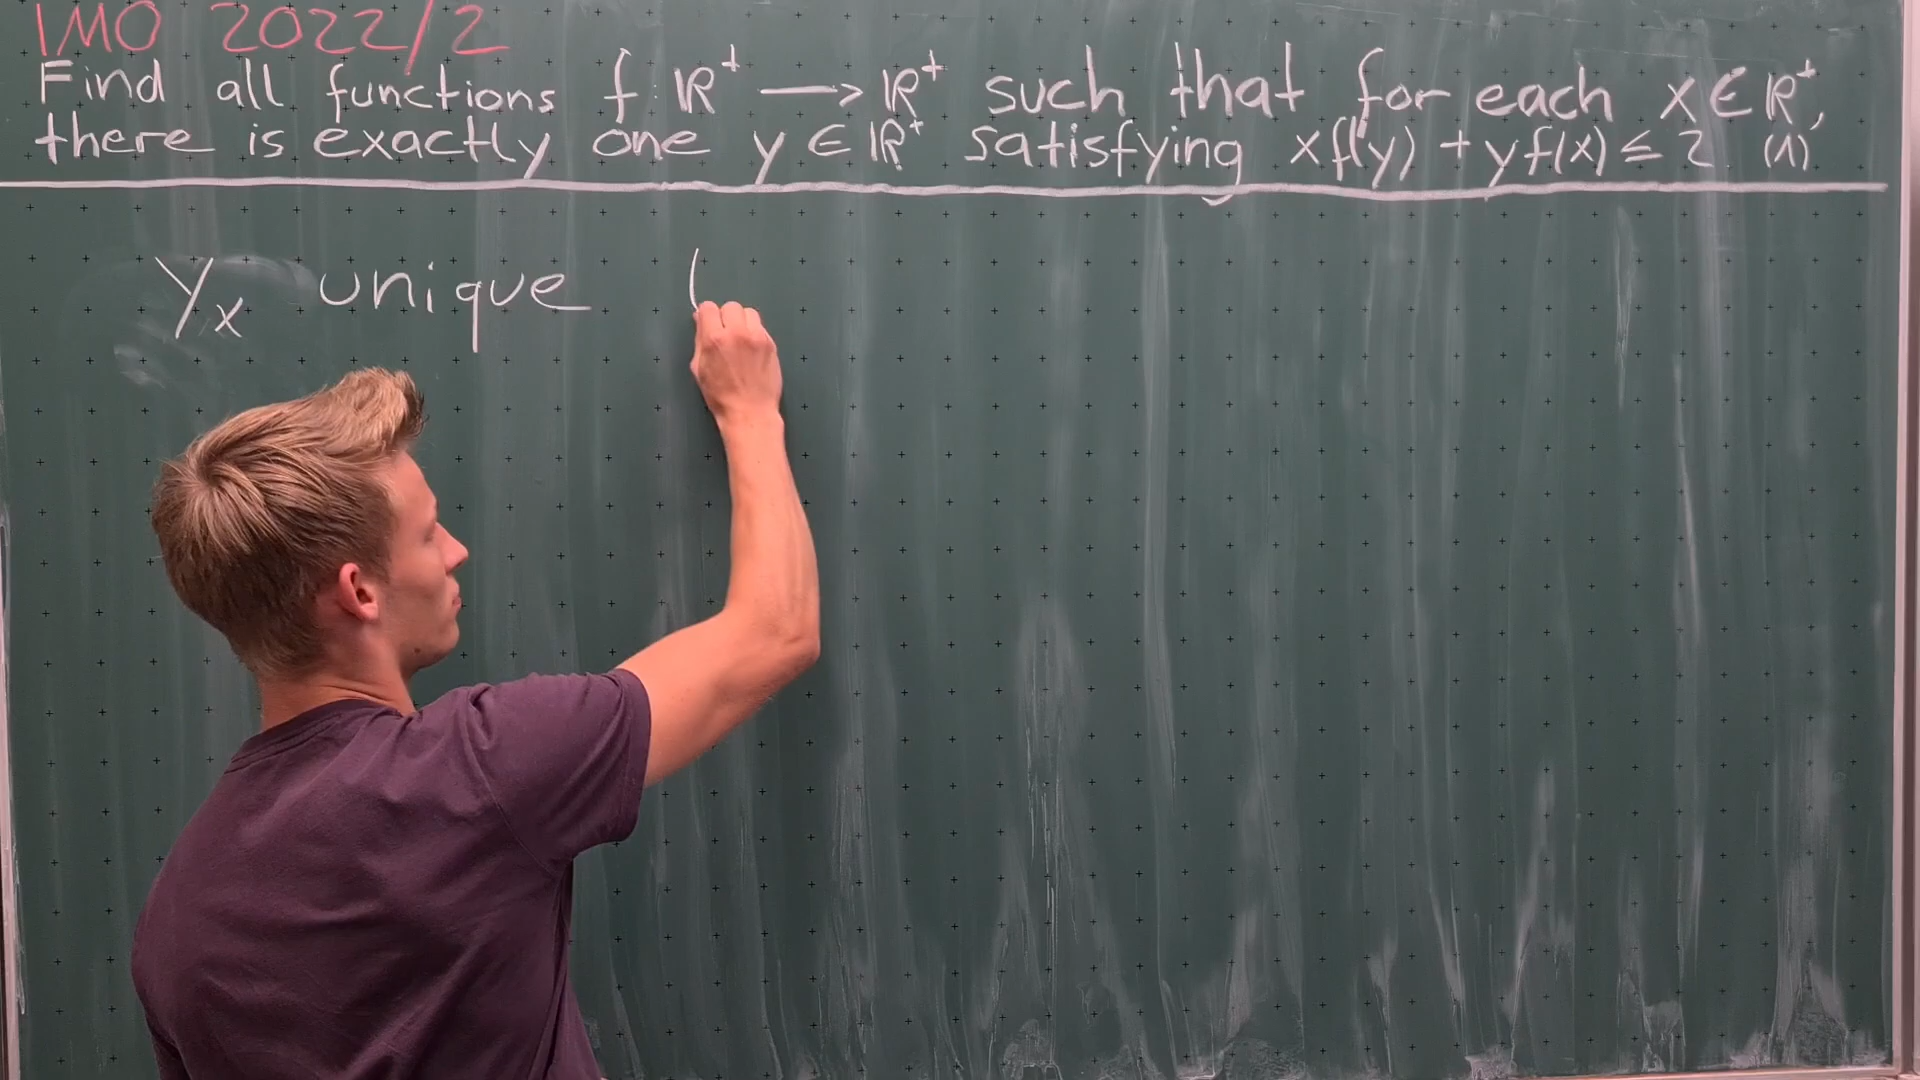 IMO 2022/2
Find all functions f: ℝ⁺ ⟶ ℝ⁺ such that for each x ∈ ℝ⁺,
there is exactly one y ∈ ℝ⁺ satisfying xf(y) + yf(x) ≤ 2. (1)
yₓ unique (